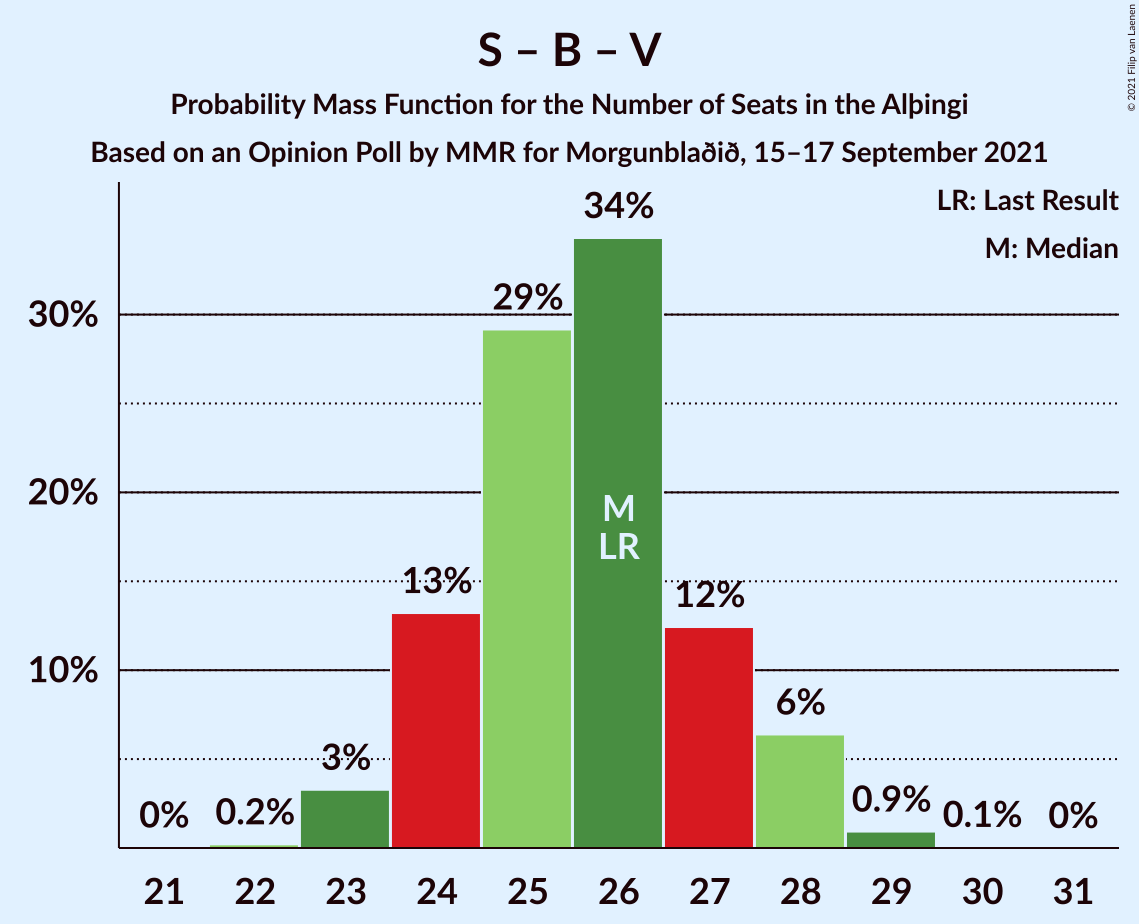 S – B – V
Probability Mass Function for the Number of Seats in the Alþingi
Based on an Opinion Poll by MMR for Morgunblaðið, 15–17 September 2021
© 2021 Filip van Laenen
LR: Last Result
M: Median
30%
20%
10%
0%
0.2%
3%
13%
29%
34%
M
LR
12%
6%
0.9%
0.1%
0%
21 22 23 24 25 26 27 28 29 30 31